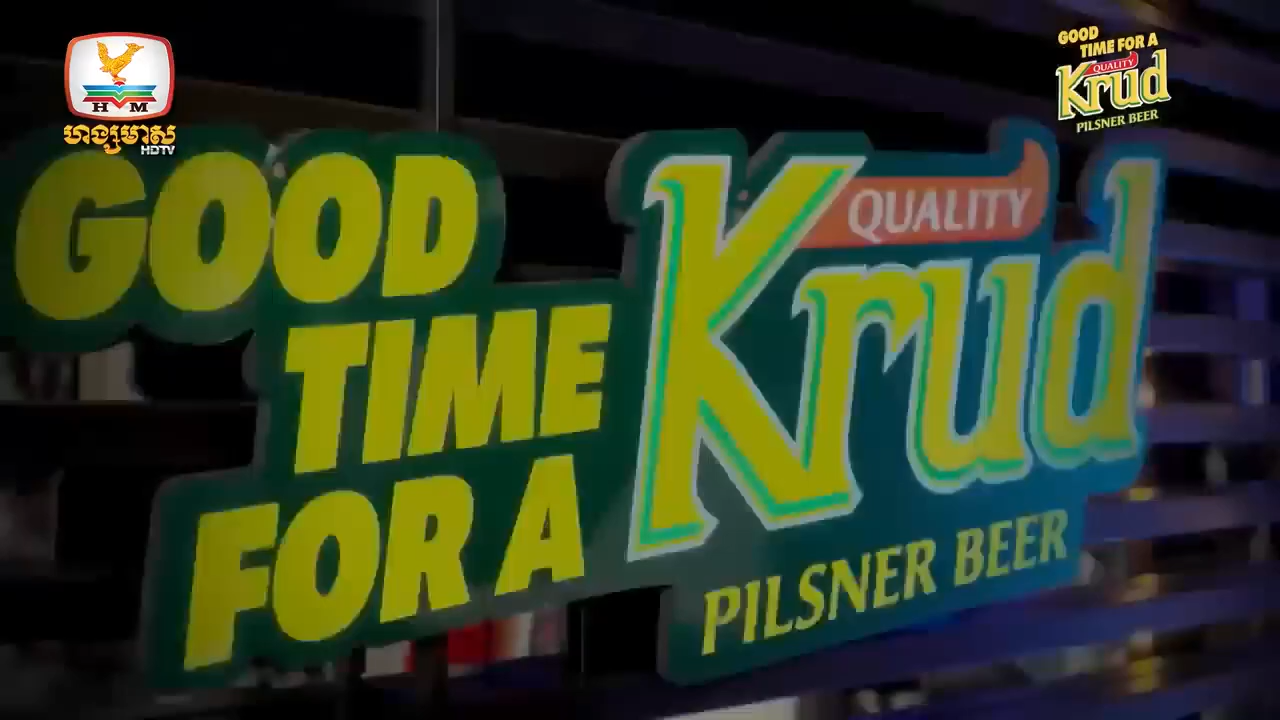 H M
ហង្សមាស
HDTV
GOOD
TIME FOR A
QUALITY
Krud
PILSNER BEER
GOOD
TIME
FOR A
QUALITY
Krud
PILSNER BEER